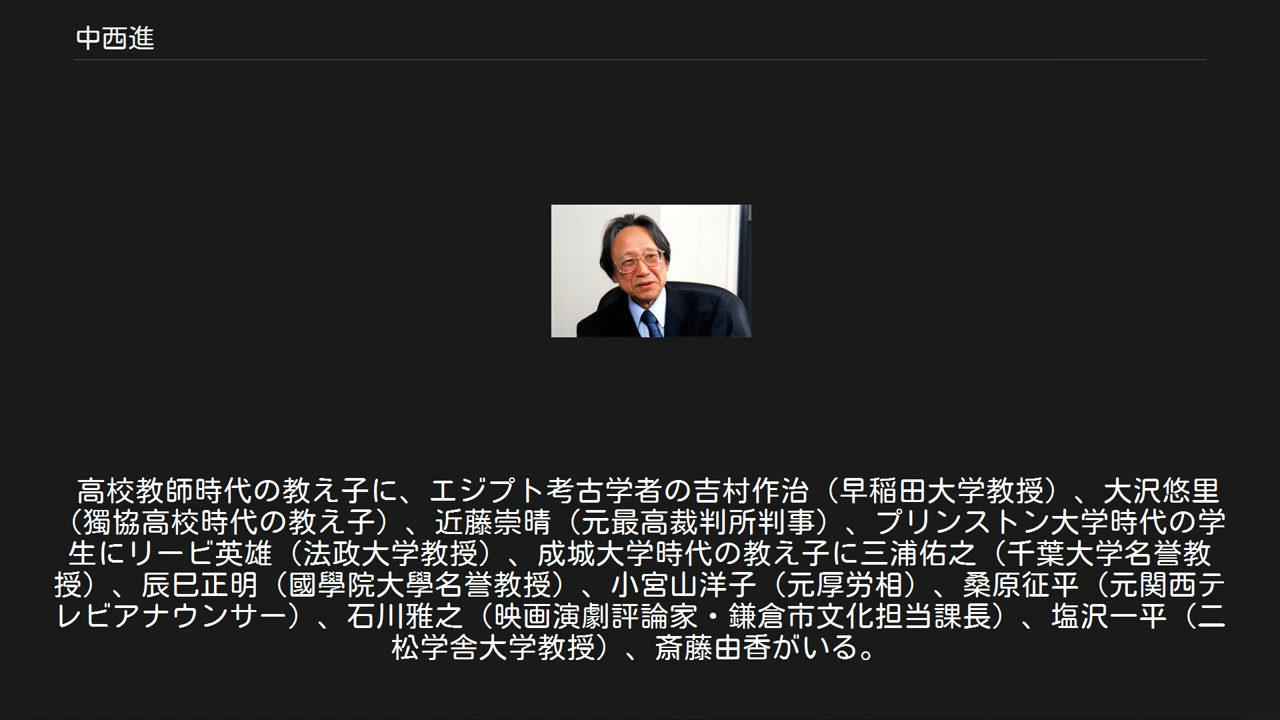 中西進
高校教師時代の教え子に、エジプト考古学者の吉村作治（早稲田大学教授）、大沢悠里
（獨協高校時代の教え子）、近藤崇晴（元最高裁判所判事）、プリンストン大学時代の学
生にリービ英雄（法政大学教授）、成城大学時代の教え子に三浦佑之（千葉大学名誉教
授）、辰巳正明（國學院大學名誉教授）、小宮山洋子（元厚労相）、桑原征平（元関西テ
レビアナウンサー）、石川雅之（映画演劇評論家・鎌倉市文化担当課長）、塩沢一平（二
松学舎大学教授）、斎藤由香がいる。